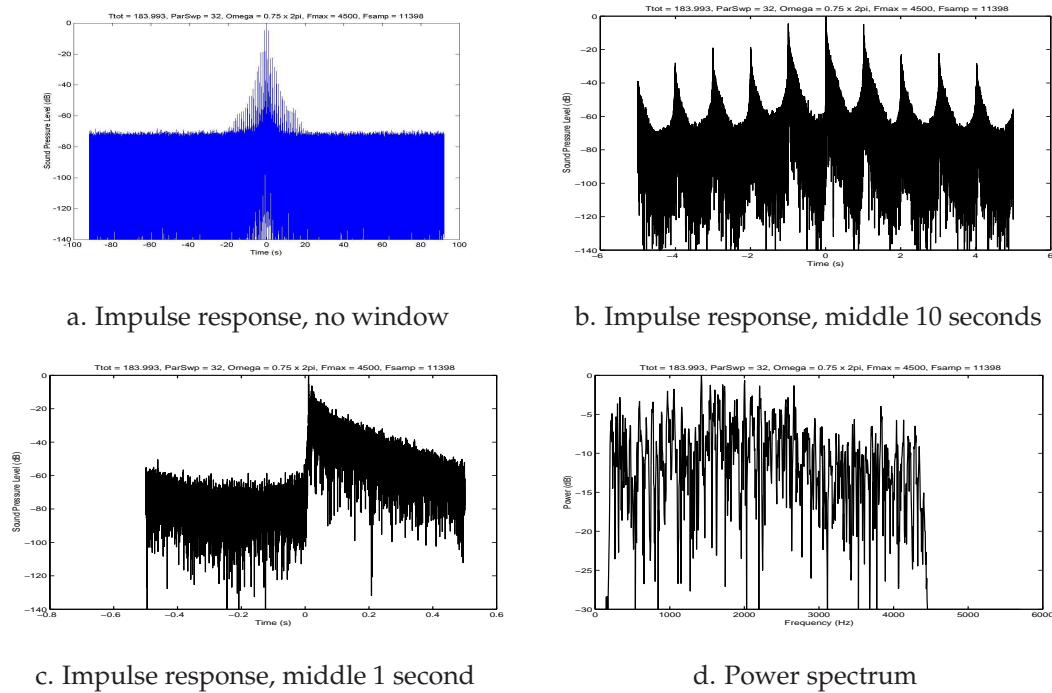 Ttot = 183.993, ParSwp = 32, Omega = 0.75 x 2pi, Fmax = 4500, Fsamp = 11398
0
−20
−40
−60
−80
−100
−120
−140
Sound Pressure Level (dB)
−100 −80 −60 −40 −20 0 20 40 60 80 100
Time (s)
a. Impulse response, no window
Ttot = 183.993, ParSwp = 32, Omega = 0.75 x 2pi, Fmax = 4500, Fsamp = 11398
0
−20
−40
−60
−80
−100
−120
−140
Sound Pressure Level (dB)
−6 −4 −2 0 2 4 6
Time (s)
b. Impulse response, middle 10 seconds
Ttot = 183.993, ParSwp = 32, Omega = 0.75 x 2pi, Fmax = 4500, Fsamp = 11398
0
−20
−40
−60
−80
−100
−120
−140
Sound Pressure Level (dB)
−0.8 −0.6 −0.4 −0.2 0 0.2 0.4 0.6
Time (s)
c. Impulse response, middle 1 second
Ttot = 183.993, ParSwp = 32, Omega = 0.75 x 2pi, Fmax = 4500, Fsamp = 11398
0
−5
−10
−15
−20
−25
−30
Power (dB)
0 1000 2000 3000 4000 5000 6000
Frequency (Hz)
d. Power spectrum